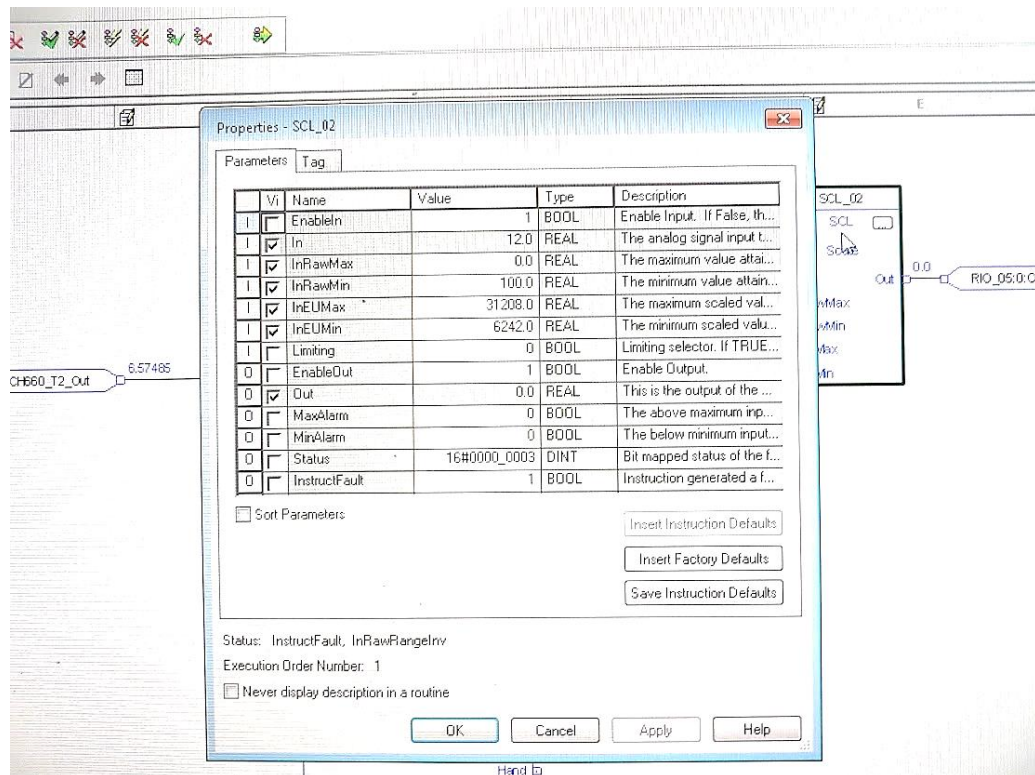 E
Properties - SCL_02
Parameters Tag
Vi Name Value Type Description
I EnableIn 1 BOOL Enable Input. If False, th...
I In 12.0 REAL The analog signal input t...
I InRawMax 0.0 REAL The maximum value attai...
I InRawMin 100.0 REAL The minimum value attain...
I InEUMax 31208.0 REAL The maximum scaled val...
I InEUMin 6242.0 REAL The minimum scaled valu...
I Limiting 0 BOOL Limiting selector. If TRUE...
O EnableOut 1 BOOL Enable Output.
O Out 0.0 REAL This is the output of the ...
O MaxAlarm 0 BOOL The above maximum inp...
O MinAlarm 0 BOOL The below minimum input...
O Status 16#0000_0003 DINT Bit mapped status of the f...
O InstructFault 1 BOOL Instruction generated a f...
Sort Parameters
Insert Instruction Defaults
Insert Factory Defaults
Save Instruction Defaults
Status: InstructFault, InRawRangeInv
Execution Order Number: 1
Never display description in a routine
OK Cancel Apply Help
6.57485
CH660_T2_Out
SCL_02
SCL ...
Scale
0.0
Out
RIO_05:0:O
wMax
wMin
Max
Min
Hand